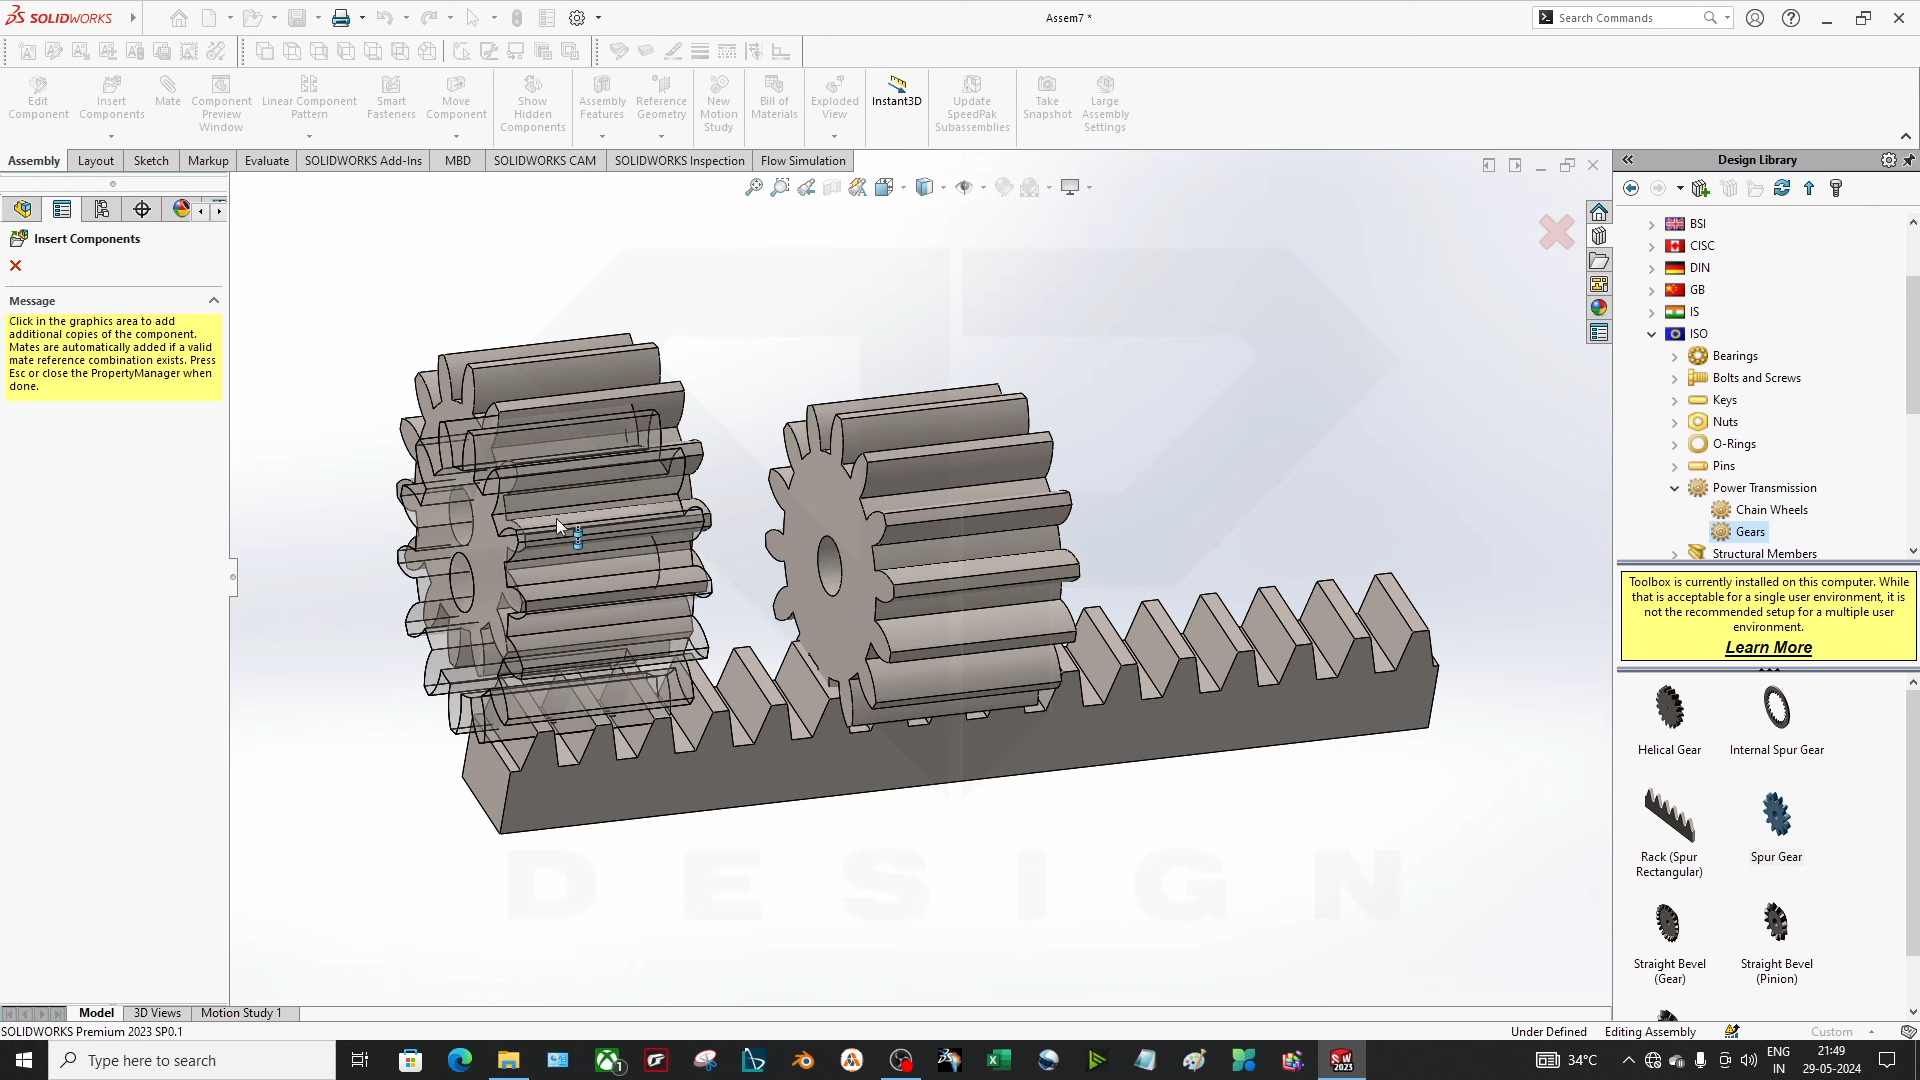 SOLIDWORKS
Assem7 *
Search Commands
Edit Component
Insert Components
Mate
Component Preview Window
Linear Component Pattern
Smart Fasteners
Move Component
Show Hidden Components
Assembly Features
Reference Geometry
New Motion Study
Bill of Materials
Exploded View
Instant3D
Update SpeedPak Subassemblies
Take Snapshot
Large Assembly Settings
Assembly
Layout
Sketch
Markup
Evaluate
SOLIDWORKS Add-Ins
MBD
SOLIDWORKS CAM
SOLIDWORKS Inspection
Flow Simulation
Insert Components
Message
Click in the graphics area to add
additional copies of the component.
Mates are automatically added if a valid
mate reference combination exists. Press
Esc or close the PropertyManager when
done.
DESIGN
Design Library
BSI
CISC
DIN
GB
IS
ISO
Bearings
Bolts and Screws
Keys
Nuts
O-Rings
Pins
Power Transmission
Chain Wheels
Gears
Structural Members
Toolbox is currently installed on this computer. While
that is acceptable for a single user environment, it is
not the recommended setup for a multiple user
environment.
Learn More
Helical Gear
Internal Spur Gear
Rack (Spur Rectangular)
Spur Gear
Straight Bevel (Gear)
Straight Bevel (Pinion)
Model
3D Views
Motion Study 1
SOLIDWORKS Premium 2023 SP0.1
Under Defined
Editing Assembly
Custom
Type here to search
1
SW
2023
34°C
ENG
IN
21:49
29-05-2024